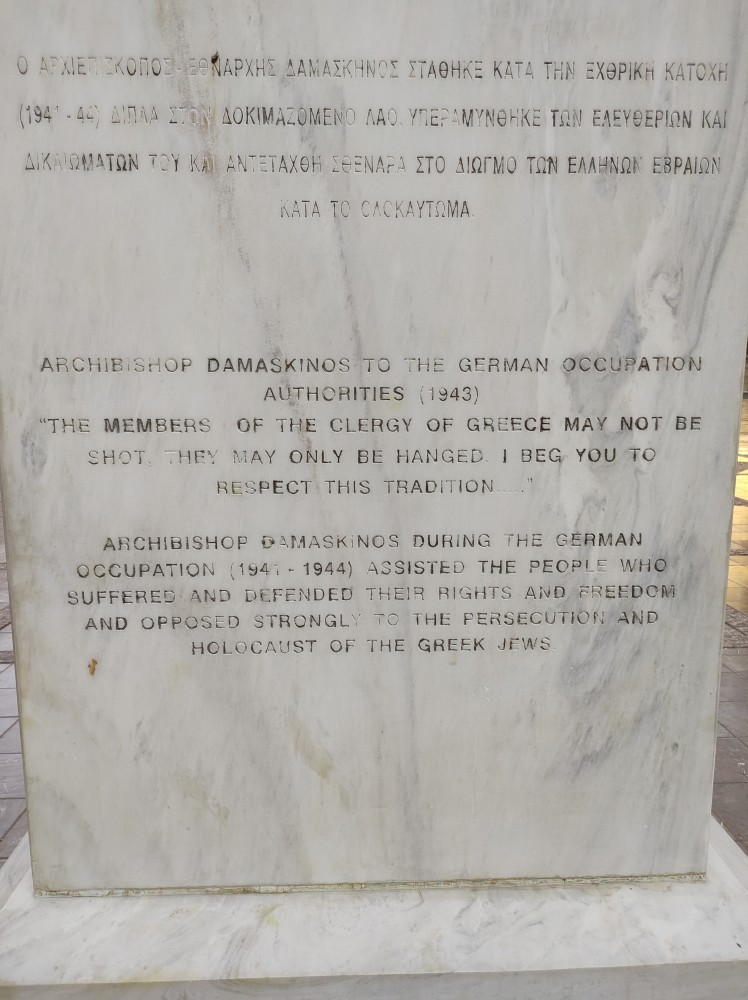 Ο ΑΡΧΙΕΠΙΣΚΟΠΟΣ - ΕΘΝΑΡΧΗΣ ΔΑΜΑΣΚΗΝΟΣ ΣΤΑΘΗΚΕ ΚΑΤΑ ΤΗΝ ΕΧΘΡΙΚΗ ΚΑΤΟΧΗ
(1941 - 44) ΔΙΠΛΑ ΣΤΟΝ ΔΟΚΙΜΑΖΟΜΕΝΟ ΛΑΟ. ΥΠΕΡΑΜΥΝΘΗΚΕ ΤΩΝ ΕΛΕΥΘΕΡΙΩΝ ΚΑΙ
ΔΙΚΑΙΩΜΑΤΩΝ ΤΟΥ ΚΑΙ ΑΝΤΕΤΑΧΘΗ ΣΘΕΝΑΡΑ ΣΤΟ ΔΙΩΓΜΟ ΤΩΝ ΕΛΛΗΝΩΝ ΕΒΡΑΙΩΝ
ΚΑΤΑ ΤΟ ΟΛΟΚΑΥΤΩΜΑ.
ARCHIBISHOP DAMASKINOS TO THE GERMAN OCCUPATION
AUTHORITIES (1943)
"THE MEMBERS OF THE CLERGY OF GREECE MAY NOT BE
SHOT. THEY MAY ONLY BE HANGED. I BEG YOU TO
RESPECT THIS TRADITION....."
ARCHIBISHOP DAMASKINOS DURING THE GERMAN
OCCUPATION (1941 - 1944) ASSISTED THE PEOPLE WHO
SUFFERED AND DEFENDED THEIR RIGHTS AND FREEDOM
AND OPPOSED STRONGLY TO THE PERSECUTION AND
HOLOCAUST OF THE GREEK JEWS.